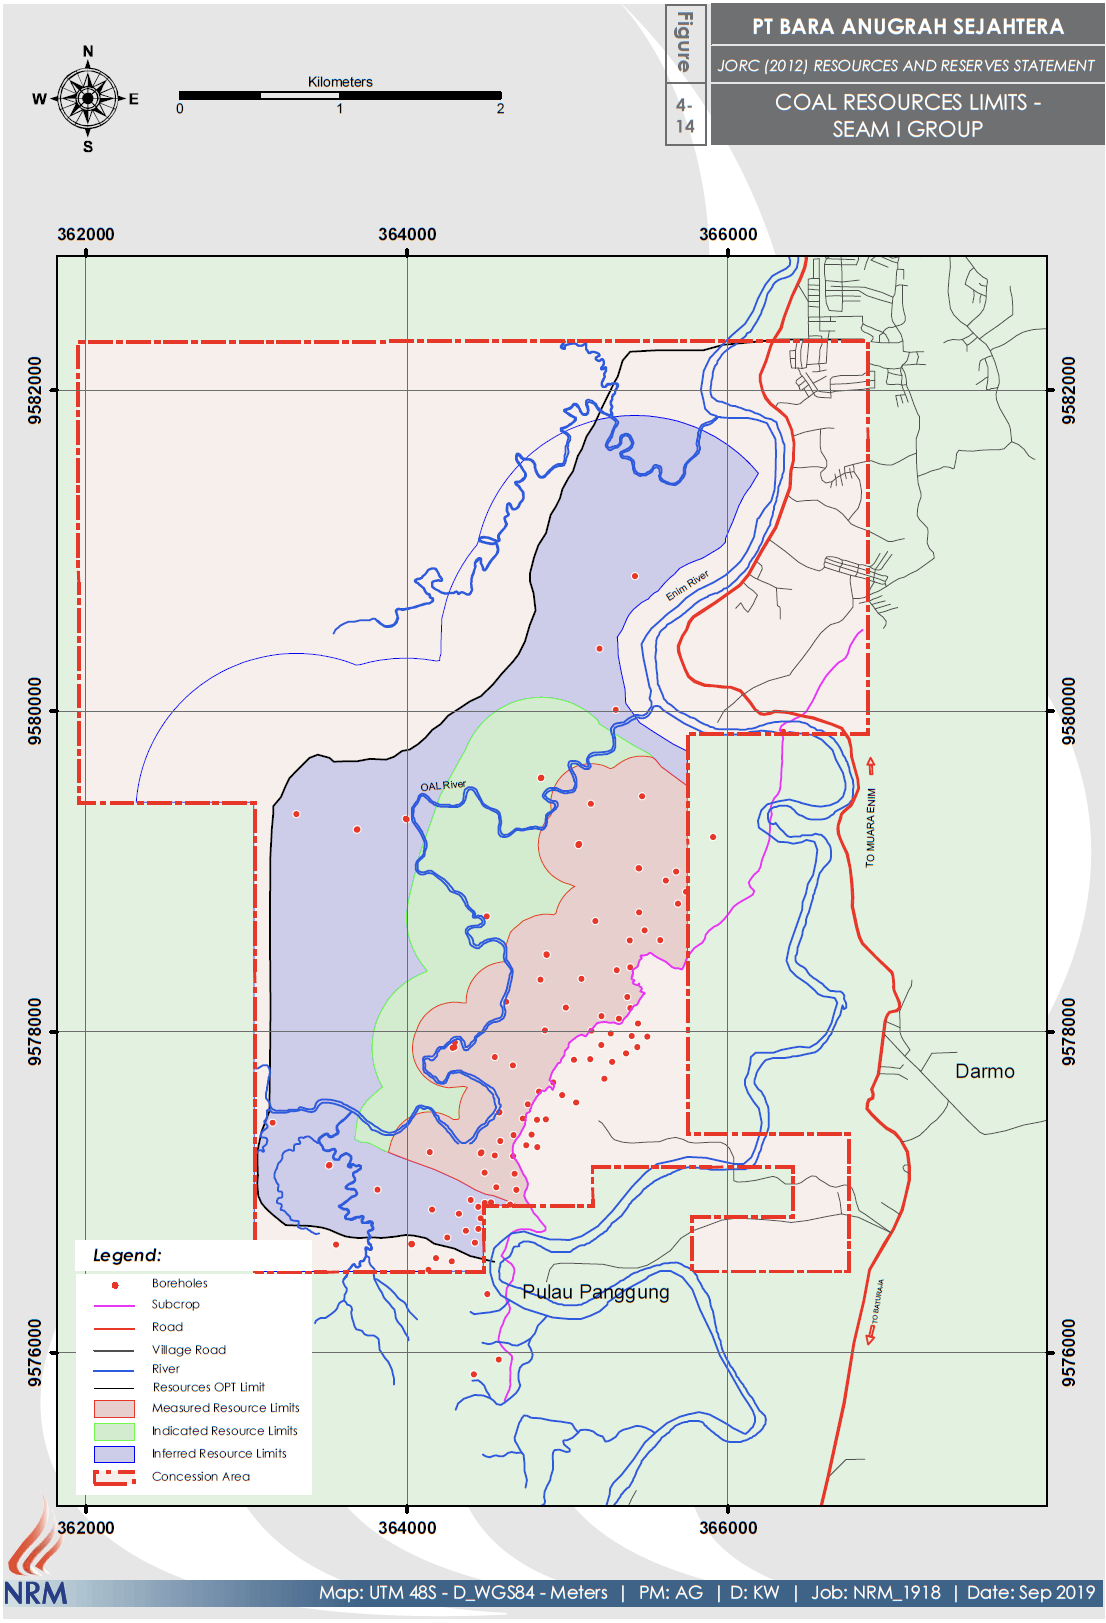 N
W
E
S
Kilometers
0
1
2
Figure
4-
14
PT BARA ANUGRAH SEJAHTERA
JORC (2012) RESOURCES AND RESERVES STATEMENT
COAL RESOURCES LIMITS -
SEAM I GROUP
362000
364000
366000
9582000
9582000
Enim River
9580000
9580000
OAL River
TO MUARA ENIM
9578000
9578000
Darmo
Pulau Panggung
TO BATURAJA
9576000
9576000
Legend:
Boreholes
Subcrop
Road
Village Road
River
Resources OPT Limit
Measured Resource Limits
Indicated Resource Limits
Inferred Resource Limits
Concession Area
362000
364000
366000
NRM
Map: UTM 48S - D_WGS84 - Meters | PM: AG | D: KW | Job: NRM_1918 | Date: Sep 2019